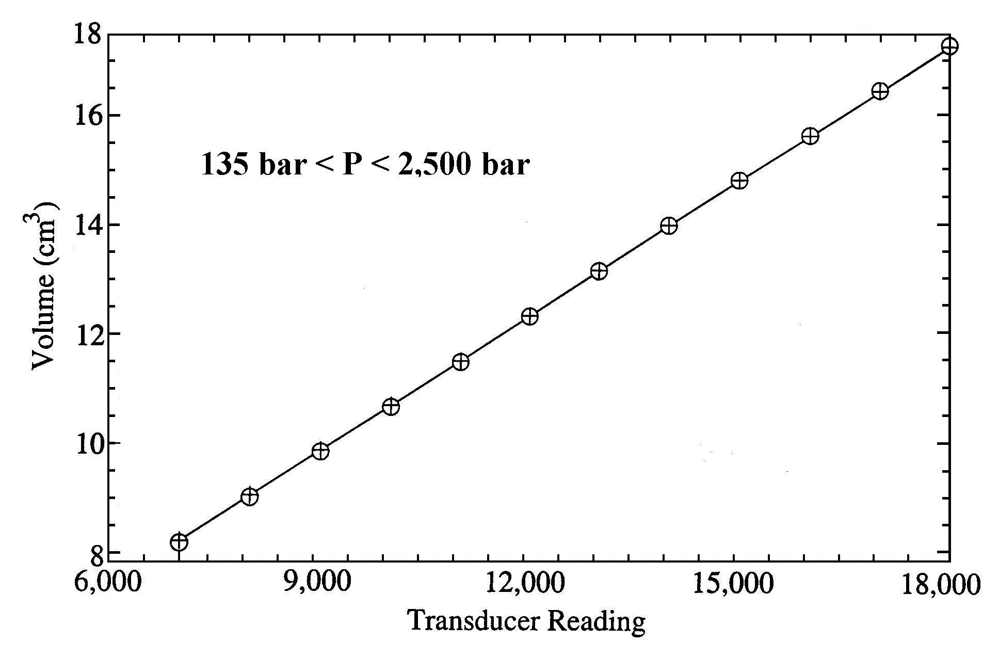 18
16
135 bar < P < 2,500 bar
14
12
10
8
Volume (cm³)
6,000 9,000 12,000 15,000 18,000
Transducer Reading